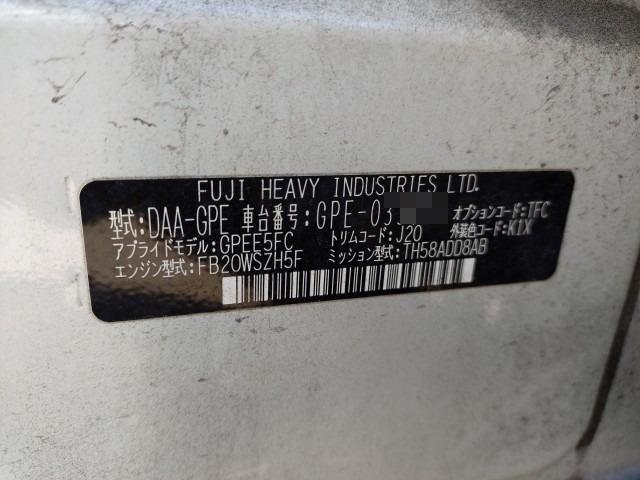 FUJI HEAVY INDUSTRIES LTD.
型式:DAA-GPE 車台番号:GPE-03 オプションコード:TFC
アプライドモデル:GPEE5FC トリムコード:J20 外装色コード:K1X
エンジン型式:FB20WSZH5F ミッション型式:TH58ADD8AB